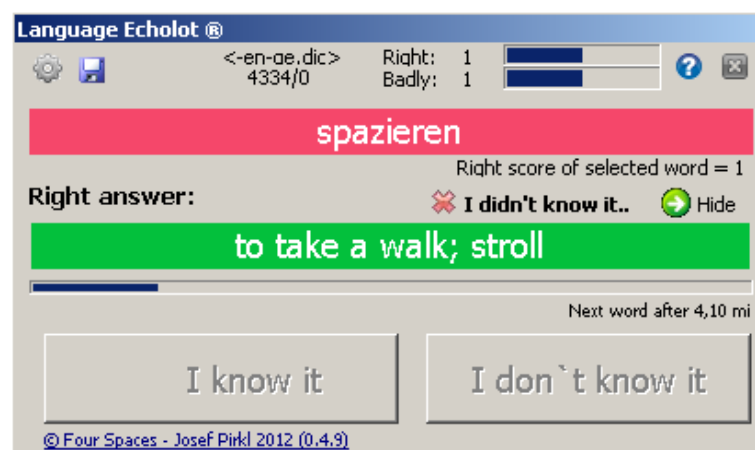 Language Echolot ®
<-en-ge.dic>
4334/0
Right: 1
Badly: 1
spazieren
Right score of selected word = 1
Right answer:
I didn't know it..
Hide
to take a walk; stroll
Next word after 4,10 mi
I know it
I don`t know it
© Four Spaces - Josef Pirkl 2012 (0.4.9)